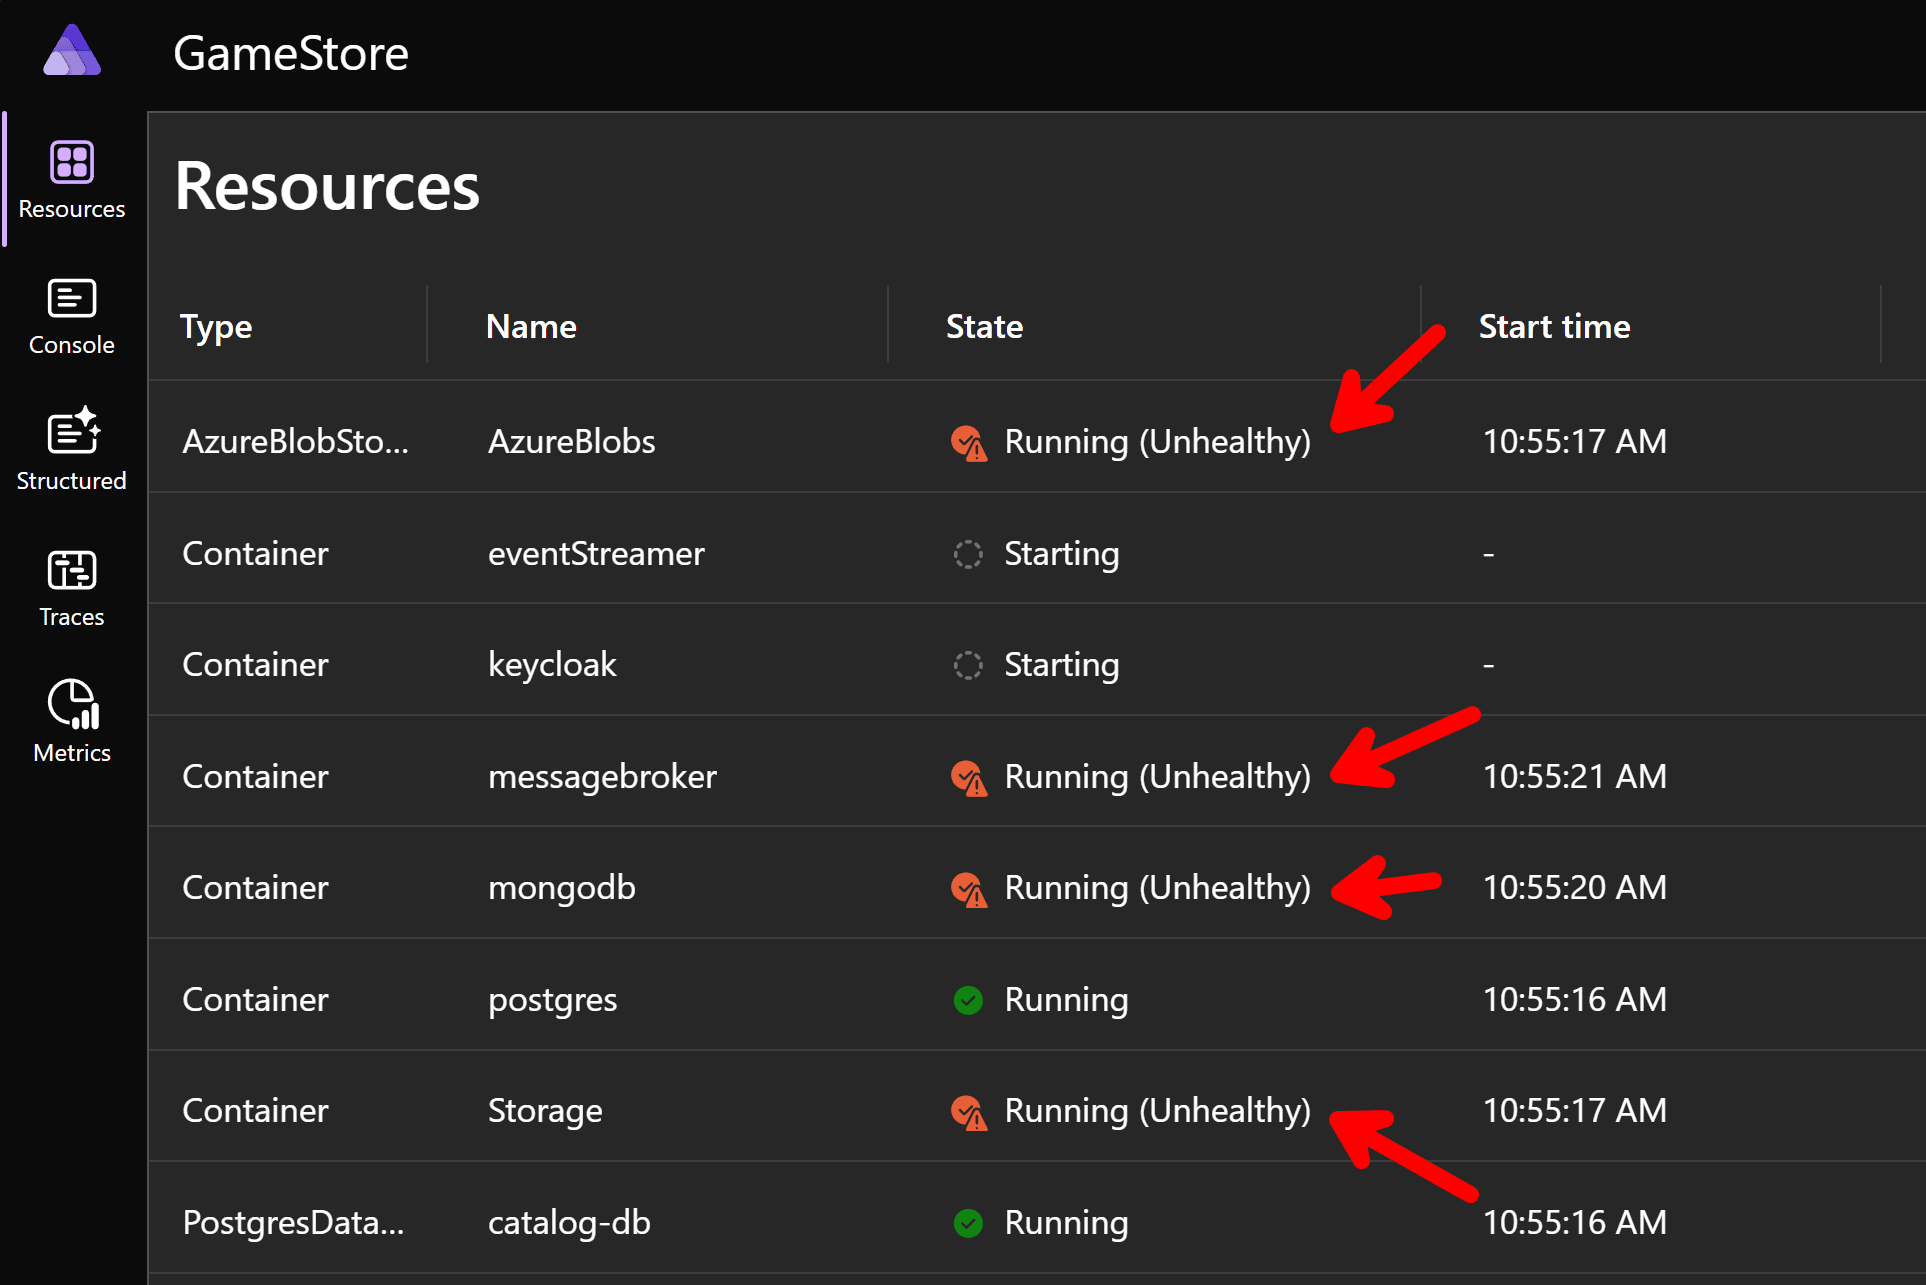 GameStore
Resources
Resources
Console
Structured
Traces
Metrics
Type Name State Start time
AzureBlobSto... AzureBlobs Running (Unhealthy) 10:55:17 AM
Container eventStreamer Starting -
Container keycloak Starting -
Container messagebroker Running (Unhealthy) 10:55:21 AM
Container mongodb Running (Unhealthy) 10:55:20 AM
Container postgres Running 10:55:16 AM
Container Storage Running (Unhealthy) 10:55:17 AM
PostgresData... catalog-db Running 10:55:16 AM